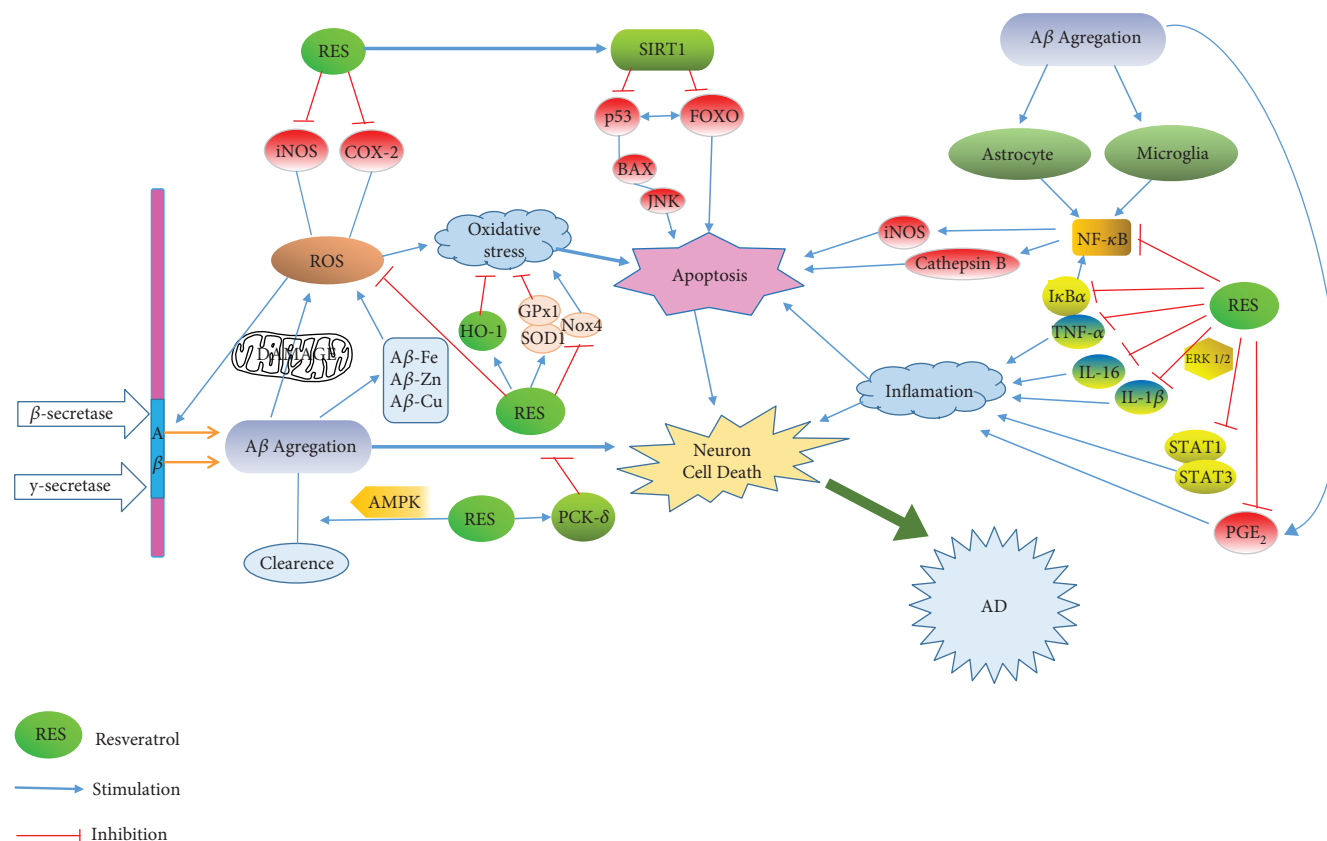 RES
SIRT1
Aβ Agregation
p53
FOXO
iNOS
COX-2
BAX
JNK
Astrocyte
Microglia
Oxidative
stress
ROS
Apoptosis
iNOS
Cathepsin B
NF-κB
IκBα
TNF-α
RES
ERK 1/2
IL-16
IL-1β
HO-1
GPx1
SOD1
Nox4
DAMAGE
Aβ-Fe
Aβ-Zn
Aβ-Cu
RES
Inflamation
β-secretase
A
β
y-secretase
Aβ Agregation
Neuron
Cell Death
STAT1
STAT3
AMPK
RES
PCK-δ
PGE2
Clearence
AD
RES
Resveratrol
Stimulation
Inhibition